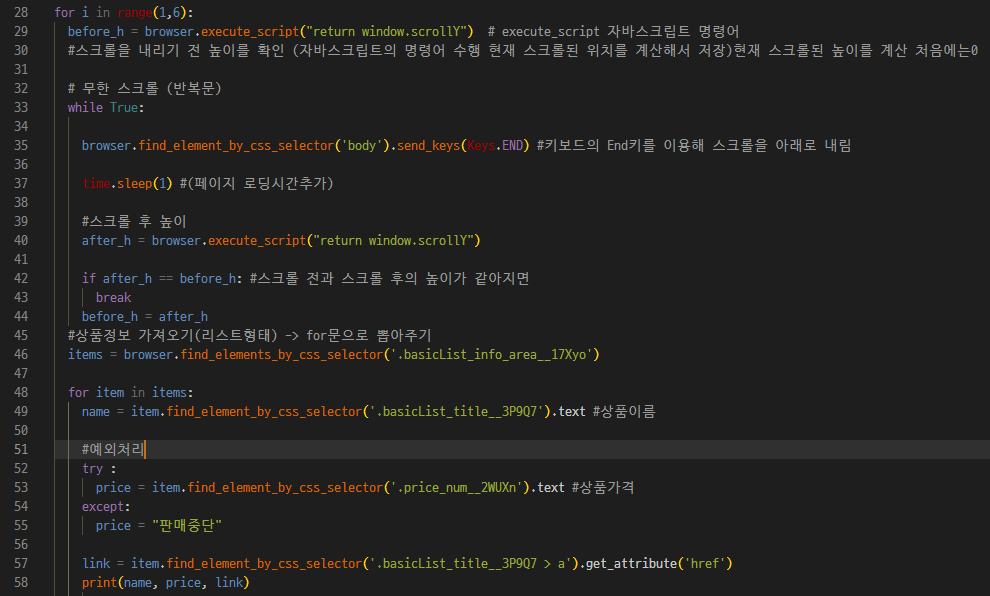 28 for i in range(1,6):
29 before_h = browser.execute_script("return window.scrollY")  # execute_script 자바스크립트 명령어
30 #스크롤을 내리기 전 높이를 확인 (자바스크립트의 명령어 수행 현재 스크롤된 위치를 계산해서 저장)현재 스크롤된 높이를 계산 처음에는0
31
32 # 무한 스크롤 (반복문)
33 while True:
34
35 browser.find_element_by_css_selector('body').send_keys(Keys.END) #키보드의 End키를 이용해 스크롤을 아래로 내림
36
37 time.sleep(1) #(페이지 로딩시간추가)
38
39 #스크롤 후 높이
40 after_h = browser.execute_script("return window.scrollY")
41
42 if after_h == before_h: #스크롤 전과 스크롤 후의 높이가 같아지면
43 break
44 before_h = after_h
45 #상품정보 가져오기(리스트형태) -> for문으로 뽑아주기
46 items = browser.find_elements_by_css_selector('.basicList_info_area__17Xyo')
47
48 for item in items:
49 name = item.find_element_by_css_selector('.basicList_title__3P9Q7').text #상품이름
50
51 #예외처리
52 try :
53 price = item.find_element_by_css_selector('.price_num__2WUXn').text #상품가격
54 except:
55 price = "판매중단"
56
57 link = item.find_element_by_css_selector('.basicList_title__3P9Q7 > a').get_attribute('href')
58 print(name, price, link)